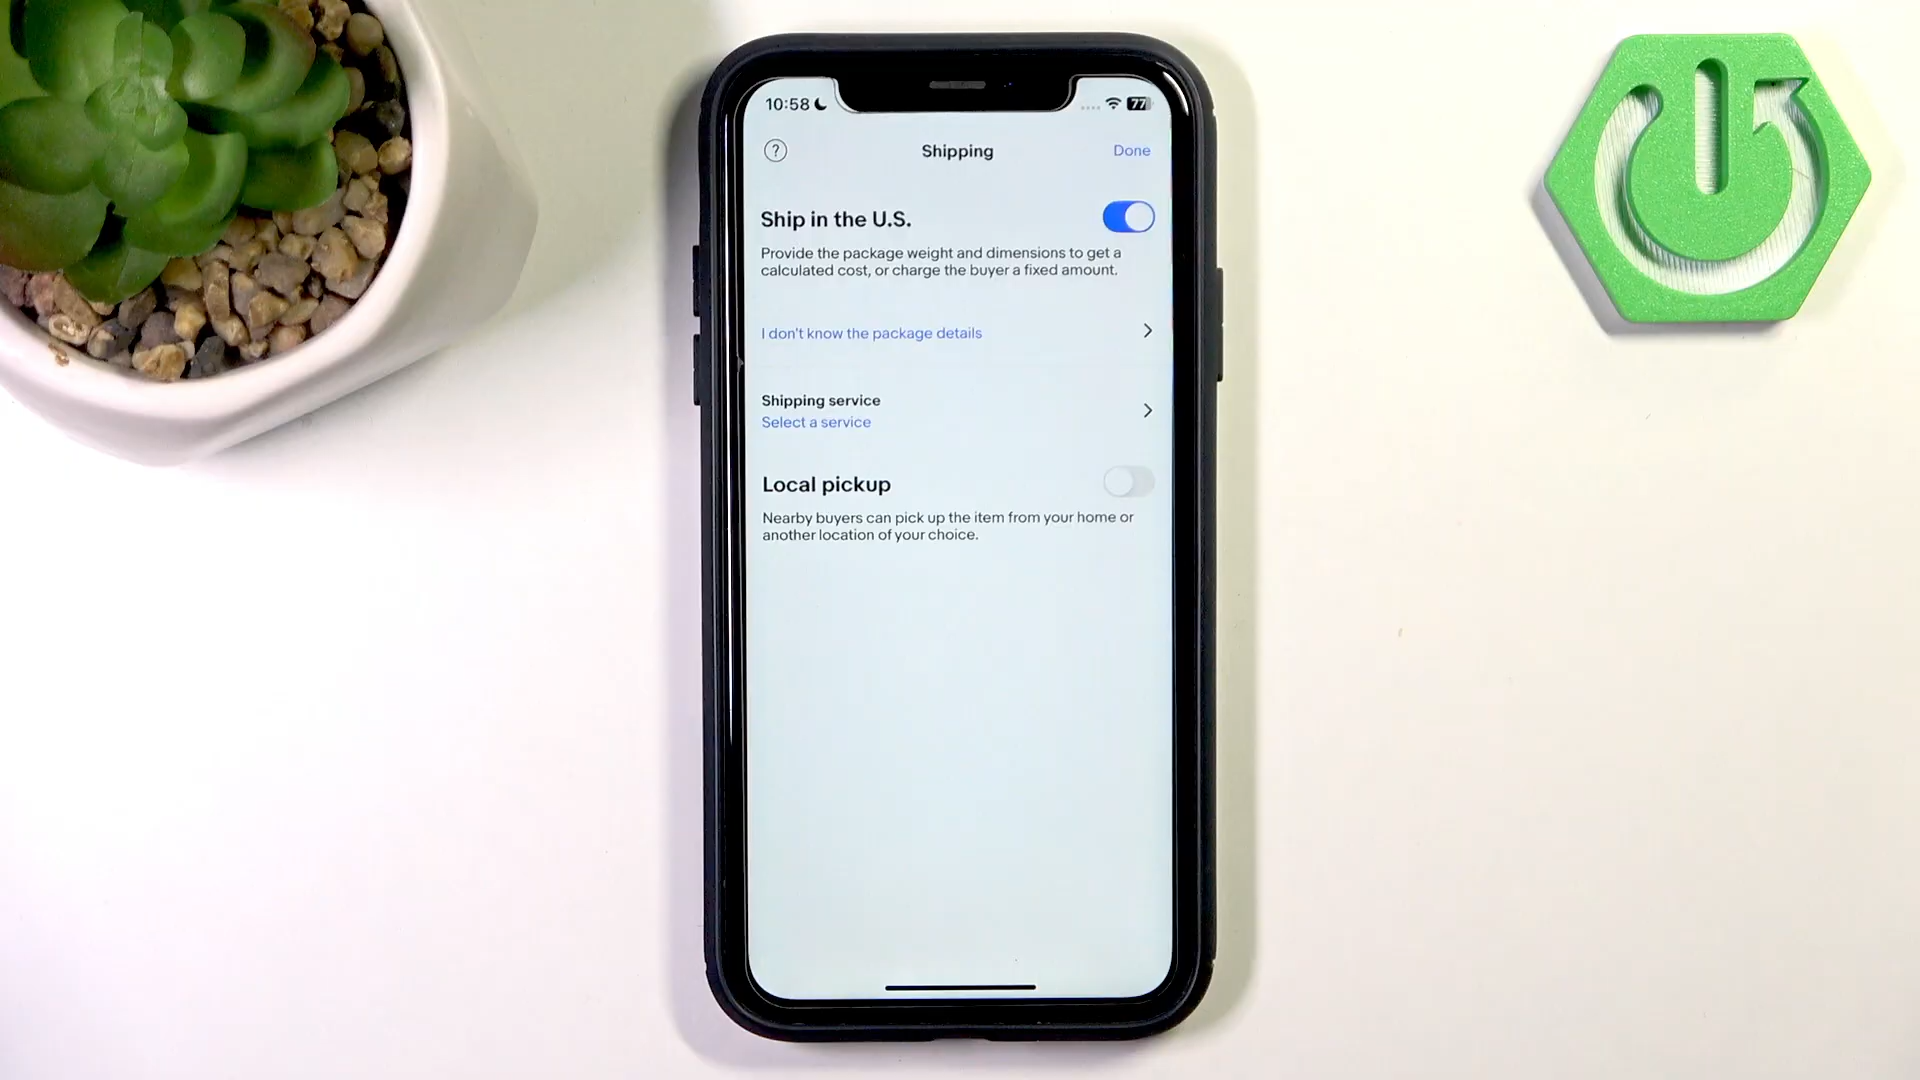 10:58
77
?
Shipping
Done
Ship in the U.S.
Provide the package weight and dimensions to get a
calculated cost, or charge the buyer a fixed amount.
I don't know the package details
Shipping service
Select a service
Local pickup
Nearby buyers can pick up the item from your home or
another location of your choice.